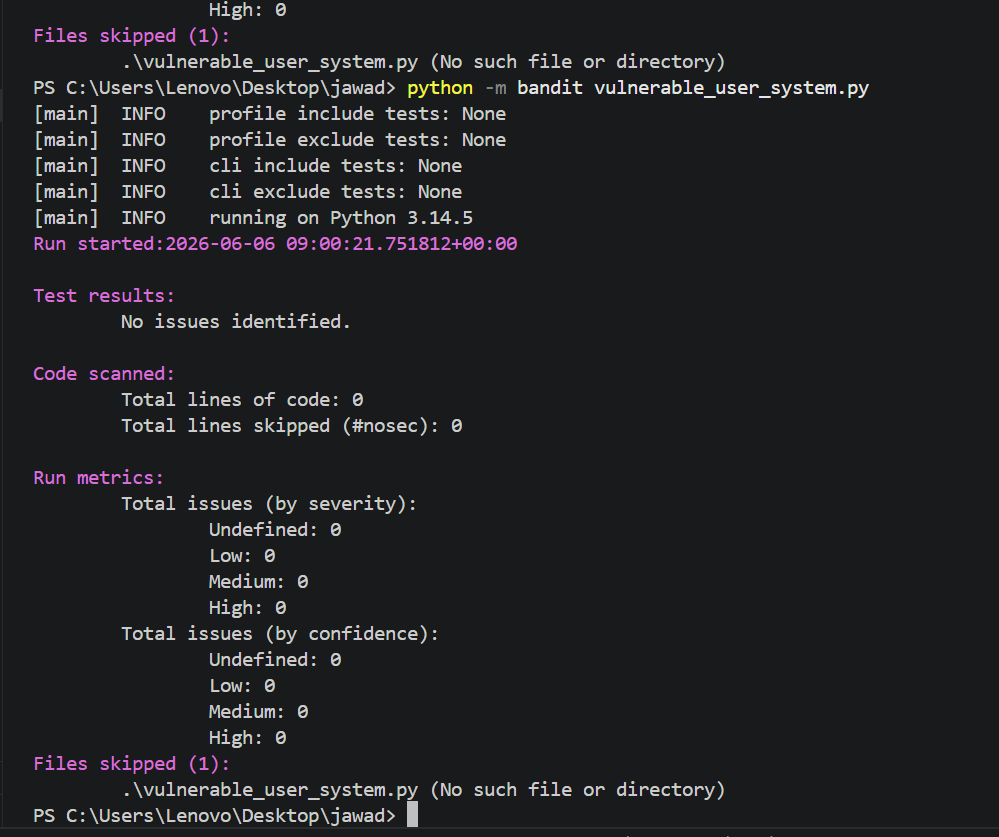 High: 0
Files skipped (1):
.\vulnerable_user_system.py (No such file or directory)
PS C:\Users\Lenovo\Desktop\jawad> python -m bandit vulnerable_user_system.py
[main] INFO profile include tests: None
[main] INFO profile exclude tests: None
[main] INFO cli include tests: None
[main] INFO cli exclude tests: None
[main] INFO running on Python 3.14.5
Run started:2026-06-06 09:00:21.751812+00:00
Test results:
No issues identified.
Code scanned:
Total lines of code: 0
Total lines skipped (#nosec): 0
Run metrics:
Total issues (by severity):
Undefined: 0
Low: 0
Medium: 0
High: 0
Total issues (by confidence):
Undefined: 0
Low: 0
Medium: 0
High: 0
Files skipped (1):
.\vulnerable_user_system.py (No such file or directory)
PS C:\Users\Lenovo\Desktop\jawad>